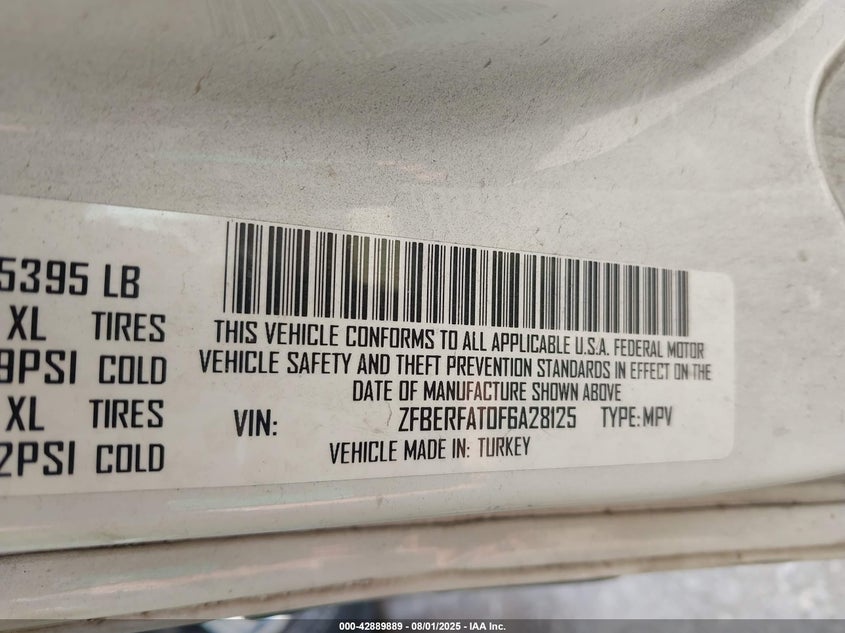 5395 LB
XL TIRES
9PSI COLD
XL TIRES
2PSI COLD
THIS VEHICLE CONFORMS TO ALL APPLICABLE U.S.A. FEDERAL MOTOR
VEHICLE SAFETY AND THEFT PREVENTION STANDARDS IN EFFECT ON THE
DATE OF MANUFACTURE SHOWN ABOVE
VIN: ZFBERFAT0F6A28125 TYPE:MPV
VEHICLE MADE IN: TURKEY
000-42889889 - 08/01/2025 - IAA Inc.